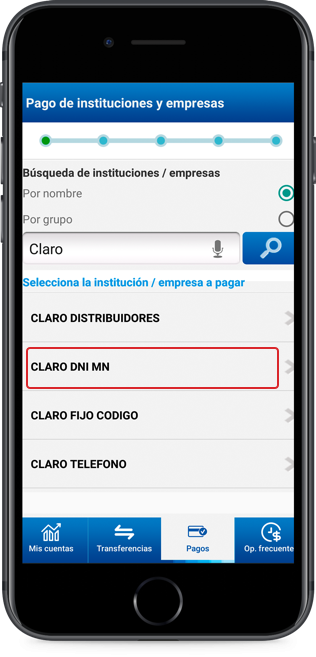 Pago de instituciones y empresas
Búsqueda de instituciones / empresas
Por nombre
Por grupo
Claro
Selecciona la institución / empresa a pagar
CLARO DISTRIBUIDORES
CLARO DNI MN
CLARO FIJO CODIGO
CLARO TELEFONO
Mis cuentas
Transferencias
Pagos
Op. frecuente